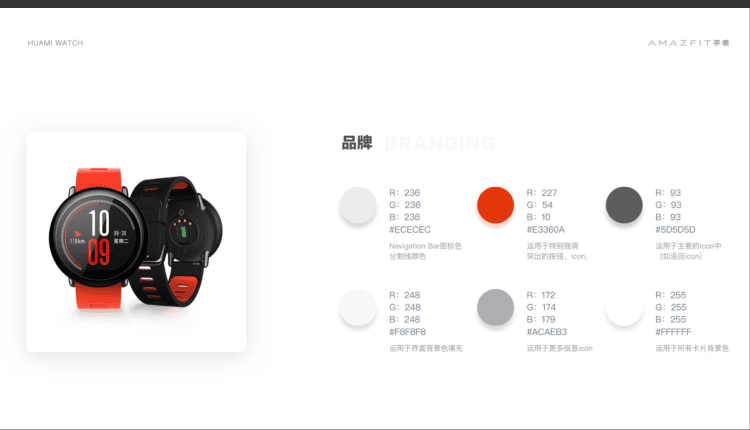 HUAMI WATCH
AMAZFIT手表
品牌 BRANDING
R: 236
G: 236
B: 236
#ECECEC
Navigation Bar图标色
分割线颜色
R: 227
G: 54
B: 10
#E3360A
运用于特别强调
突出的按钮、icon,
R: 93
G: 93
B: 93
#5D5D5D
运用于主要的icon中
（如返回icon）
10
09
08-30
星期二
116km
R: 248
G: 248
B: 248
#F8F8F8
运用于界面背景色填充
R: 172
G: 174
B: 179
#ACAEB3
运用于更多信息icon
R: 255
G: 255
B: 255
#FFFFFF
运用于所有卡片背景色